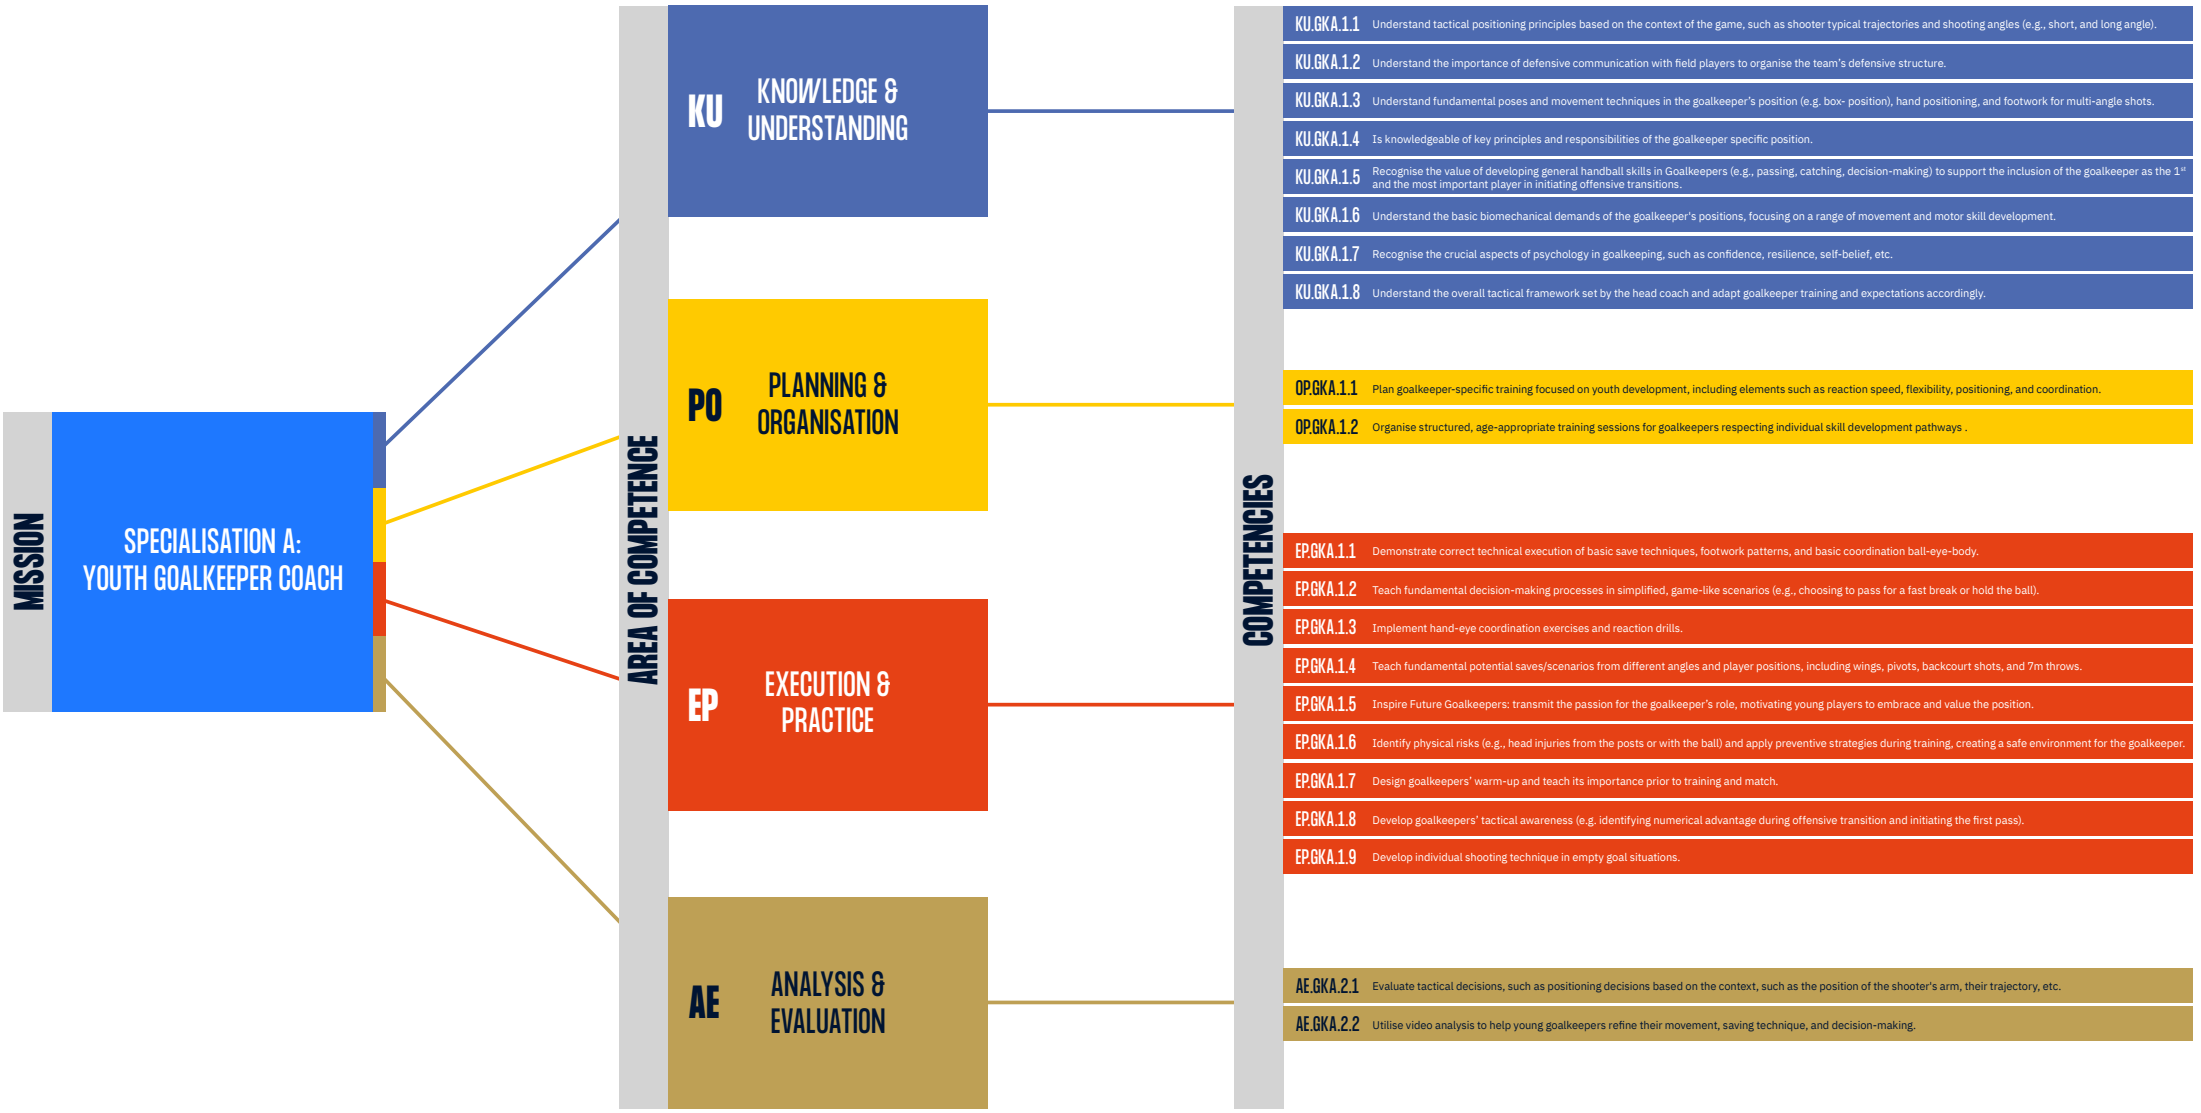 MISSION
SPECIALISATION A:
YOUTH GOALKEEPER COACH
AREA OF COMPETENCE
KU
KNOWLEDGE &
UNDERSTANDING
PO
PLANNING &
ORGANISATION
EP
EXECUTION &
PRACTICE
AE
ANALYSIS &
EVALUATION
COMPETENCIES
KU.GKA.1.1 Understand tactical positioning principles based on the context of the game, such as shooter typical trajectories and shooting angles (e.g., short, and long angle).
KU.GKA.1.2 Understand the importance of defensive communication with field players to organise the team's defensive structure.
KU.GKA.1.3 Understand fundamental poses and movement techniques in the goalkeeper's position (e.g. box- position), hand positioning, and footwork for multi-angle shots.
KU.GKA.1.4 Is knowledgeable of key principles and responsibilities of the goalkeeper specific position.
KU.GKA.1.5 Recognise the value of developing general handball skills in Goalkeepers (e.g., passing, catching, decision-making) to support the inclusion of the goalkeeper as the 1st
and the most important player in initiating offensive transitions.
KU.GKA.1.6 Understand the basic biomechanical demands of the goalkeeper's positions, focusing on a range of movement and motor skill development.
KU.GKA.1.7 Recognise the crucial aspects of psychology in goalkeeping, such as confidence, resilience, self-belief, etc.
KU.GKA.1.8 Understand the overall tactical framework set by the head coach and adapt goalkeeper training and expectations accordingly.
OP.GKA.1.1 Plan goalkeeper-specific training focused on youth development, including elements such as reaction speed, flexibility, positioning, and coordination.
OP.GKA.1.2 Organise structured, age-appropriate training sessions for goalkeepers respecting individual skill development pathways .
EP.GKA.1.1 Demonstrate correct technical execution of basic save techniques, footwork patterns, and basic coordination ball-eye-body.
EP.GKA.1.2 Teach fundamental decision-making processes in simplified, game-like scenarios (e.g., choosing to pass for a fast break or hold the ball).
EP.GKA.1.3 Implement hand-eye coordination exercises and reaction drills.
EP.GKA.1.4 Teach fundamental potential saves/scenarios from different angles and player positions, including wings, pivots, backcourt shots, and 7m throws.
EP.GKA.1.5 Inspire Future Goalkeepers: transmit the passion for the goalkeeper's role, motivating young players to embrace and value the position.
EP.GKA.1.6 Identify physical risks (e.g., head injuries from the posts or with the ball) and apply preventive strategies during training, creating a safe environment for the goalkeeper.
EP.GKA.1.7 Design goalkeepers' warm-up and teach its importance prior to training and match.
EP.GKA.1.8 Develop goalkeepers' tactical awareness (e.g. identifying numerical advantage during offensive transition and initiating the first pass).
EP.GKA.1.9 Develop individual shooting technique in empty goal situations.
AE.GKA.2.1 Evaluate tactical decisions, such as positioning decisions based on the context, such as the position of the shooter's arm, their trajectory, etc.
AE.GKA.2.2 Utilise video analysis to help young goalkeepers refine their movement, saving technique, and decision-making.